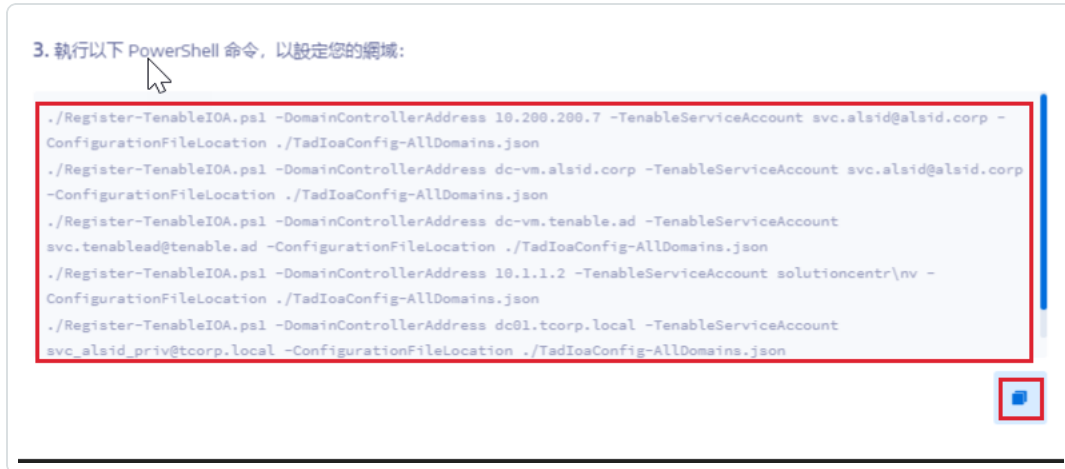 3. 執行以下 PowerShell 命令，以設定您的網域：
./Register-TenableIOA.ps1 -DomainControllerAddress 10.200.200.7 -TenableServiceAccount svc.alsid@alsid.corp -
ConfigurationFileLocation ./TadIoaConfig-AllDomains.json
./Register-TenableIOA.ps1 -DomainControllerAddress dc-vm.alsid.corp -TenableServiceAccount svc.alsid@alsid.corp
-ConfigurationFileLocation ./TadIoaConfig-AllDomains.json
./Register-TenableIOA.ps1 -DomainControllerAddress dc-vm.tenable.ad -TenableServiceAccount
svc.tenablead@tenable.ad -ConfigurationFileLocation ./TadIoaConfig-AllDomains.json
./Register-TenableIOA.ps1 -DomainControllerAddress 10.1.1.2 -TenableServiceAccount solutioncentr\nv -
ConfigurationFileLocation ./TadIoaConfig-AllDomains.json
./Register-TenableIOA.ps1 -DomainControllerAddress dc01.tcorp.local -TenableServiceAccount
svc_alsid_priv@tcorp.local -ConfigurationFileLocation ./TadIoaConfig-AllDomains.json